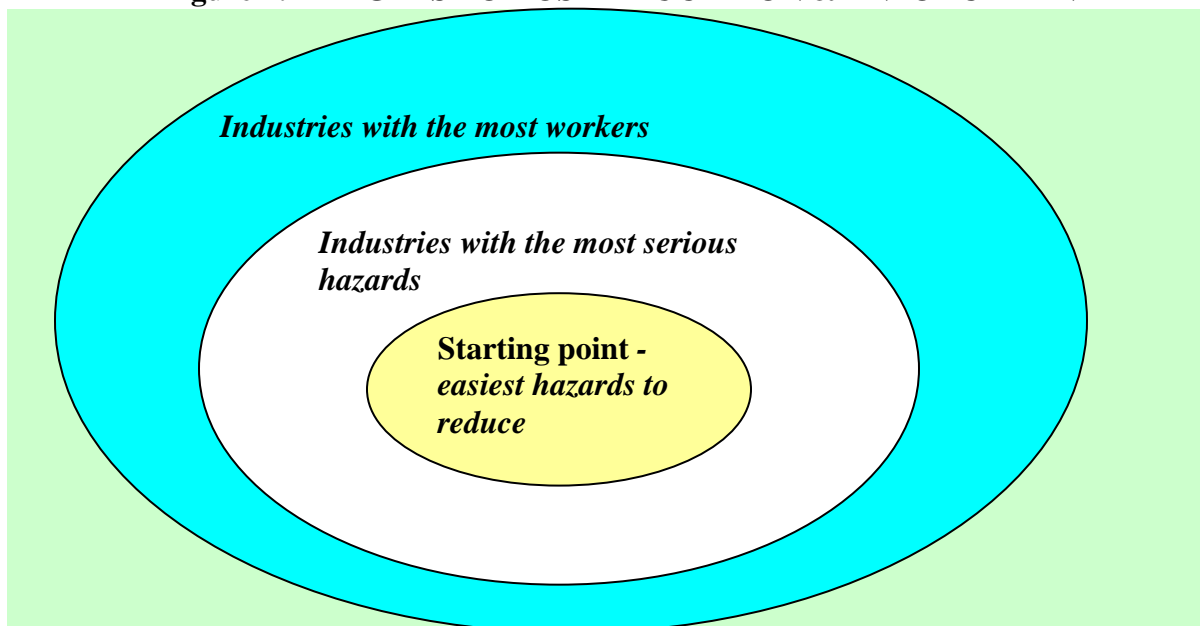 Industries with the most workers
Industries with the most serious
hazards
Starting point -
easiest hazards to
reduce